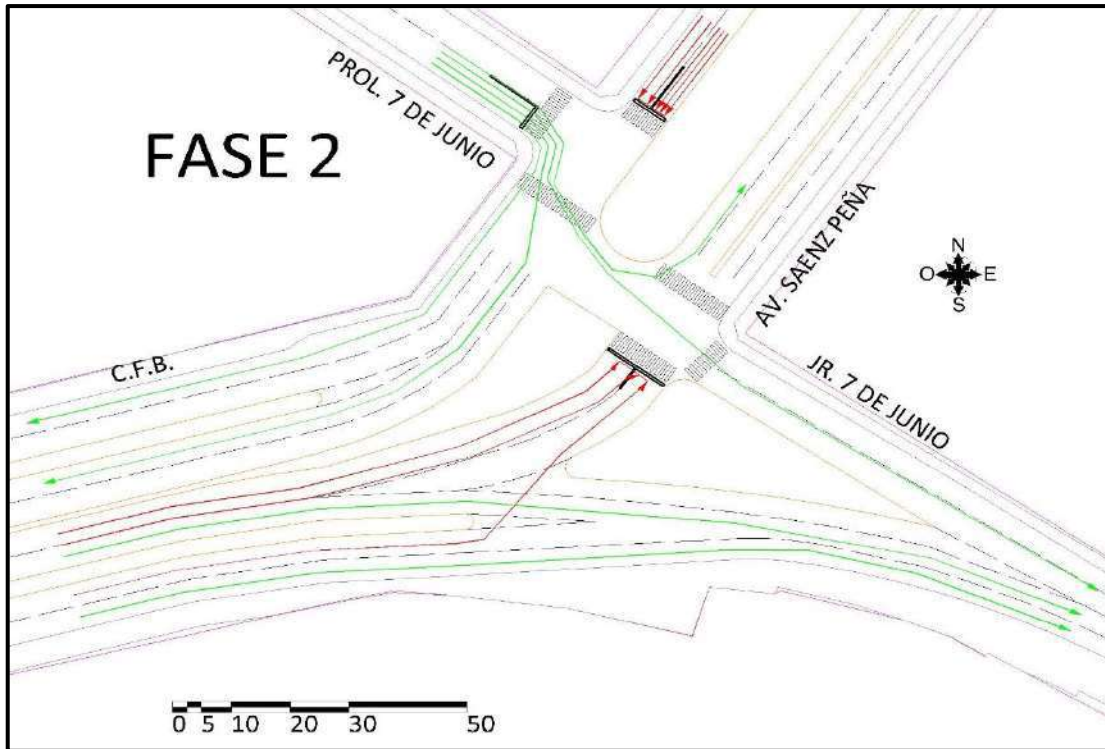 PROL. 7 DE JUNIO
FASE 2
AV. SAENZ PEÑA
N
O E
S
C.F.B.
JR. 7 DE JUNIO
0 5 10 20 30 50